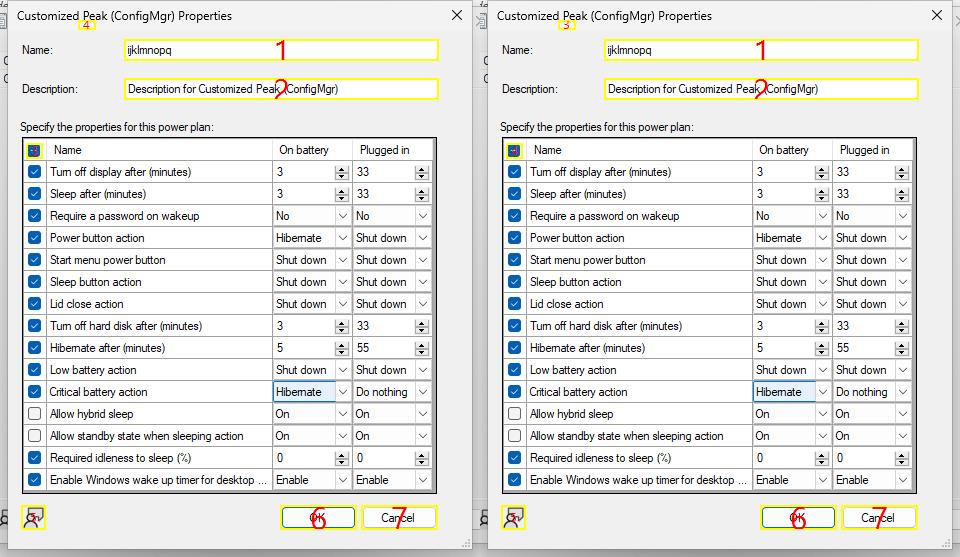 Customized Peak (ConfigMgr) Properties
4
Name: ijklmnopq 1
Description: Description for Customized Peak (ConfigMgr) 2
Specify the properties for this power plan:
Name On battery Plugged in
Turn off display after (minutes) 3 33
Sleep after (minutes) 3 33
Require a password on wakeup No No
Power button action Hibernate Shut down
Start menu power button Shut down Shut down
Sleep button action Shut down Shut down
Lid close action Shut down Shut down
Turn off hard disk after (minutes) 3 33
Hibernate after (minutes) 5 55
Low battery action Shut down Shut down
Critical battery action Hibernate Do nothing
Allow hybrid sleep On On
Allow standby state when sleeping action On On
Required idleness to sleep (%) 0 0
Enable Windows wake up timer for desktop ... Enable Enable
OK 6 Cancel 7
Customized Peak (ConfigMgr) Properties
3
Name: ijklmnopq 1
Description: Description for Customized Peak (ConfigMgr) 2
Specify the properties for this power plan:
Name On battery Plugged in
Turn off display after (minutes) 3 33
Sleep after (minutes) 3 33
Require a password on wakeup No No
Power button action Hibernate Shut down
Start menu power button Shut down Shut down
Sleep button action Shut down Shut down
Lid close action Shut down Shut down
Turn off hard disk after (minutes) 3 33
Hibernate after (minutes) 5 55
Low battery action Shut down Shut down
Critical battery action Hibernate Do nothing
Allow hybrid sleep On On
Allow standby state when sleeping action On On
Required idleness to sleep (%) 0 0
Enable Windows wake up timer for desktop ... Enable Enable
OK 6 Cancel 7